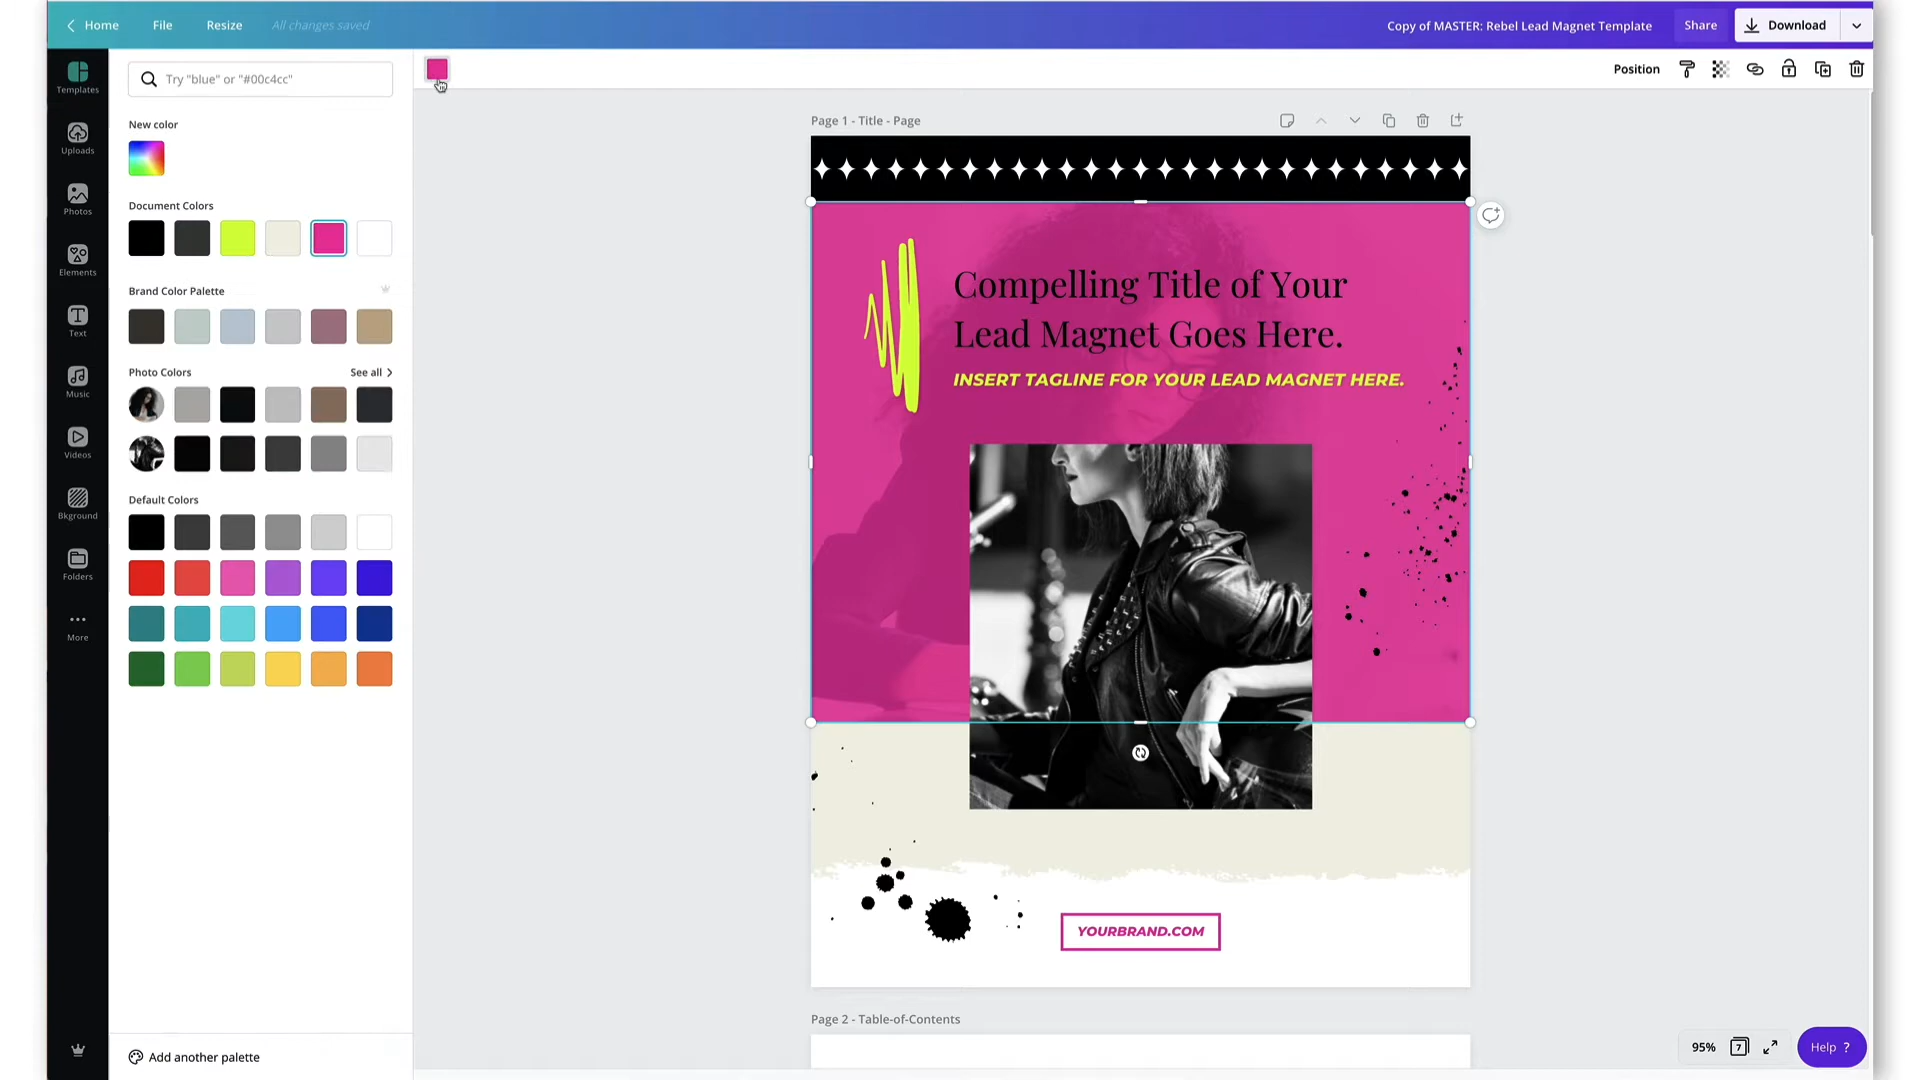 Home
File
Resize
All changes saved
Copy of MASTER: Rebel Lead Magnet Template
Share
Download
Templates
Uploads
Photos
Elements
Text
Music
Videos
Bkground
Folders
More
Try "blue" or "#00c4cc"
New color
Document Colors
Brand Color Palette
Photo Colors
See all
Default Colors
Add another palette
Position
Page 1 - Title - Page
Compelling Title of Your
Lead Magnet Goes Here.
INSERT TAGLINE FOR YOUR LEAD MAGNET HERE.
YOURBRAND.COM
Page 2 - Table-of-Contents
95%
7
Help ?